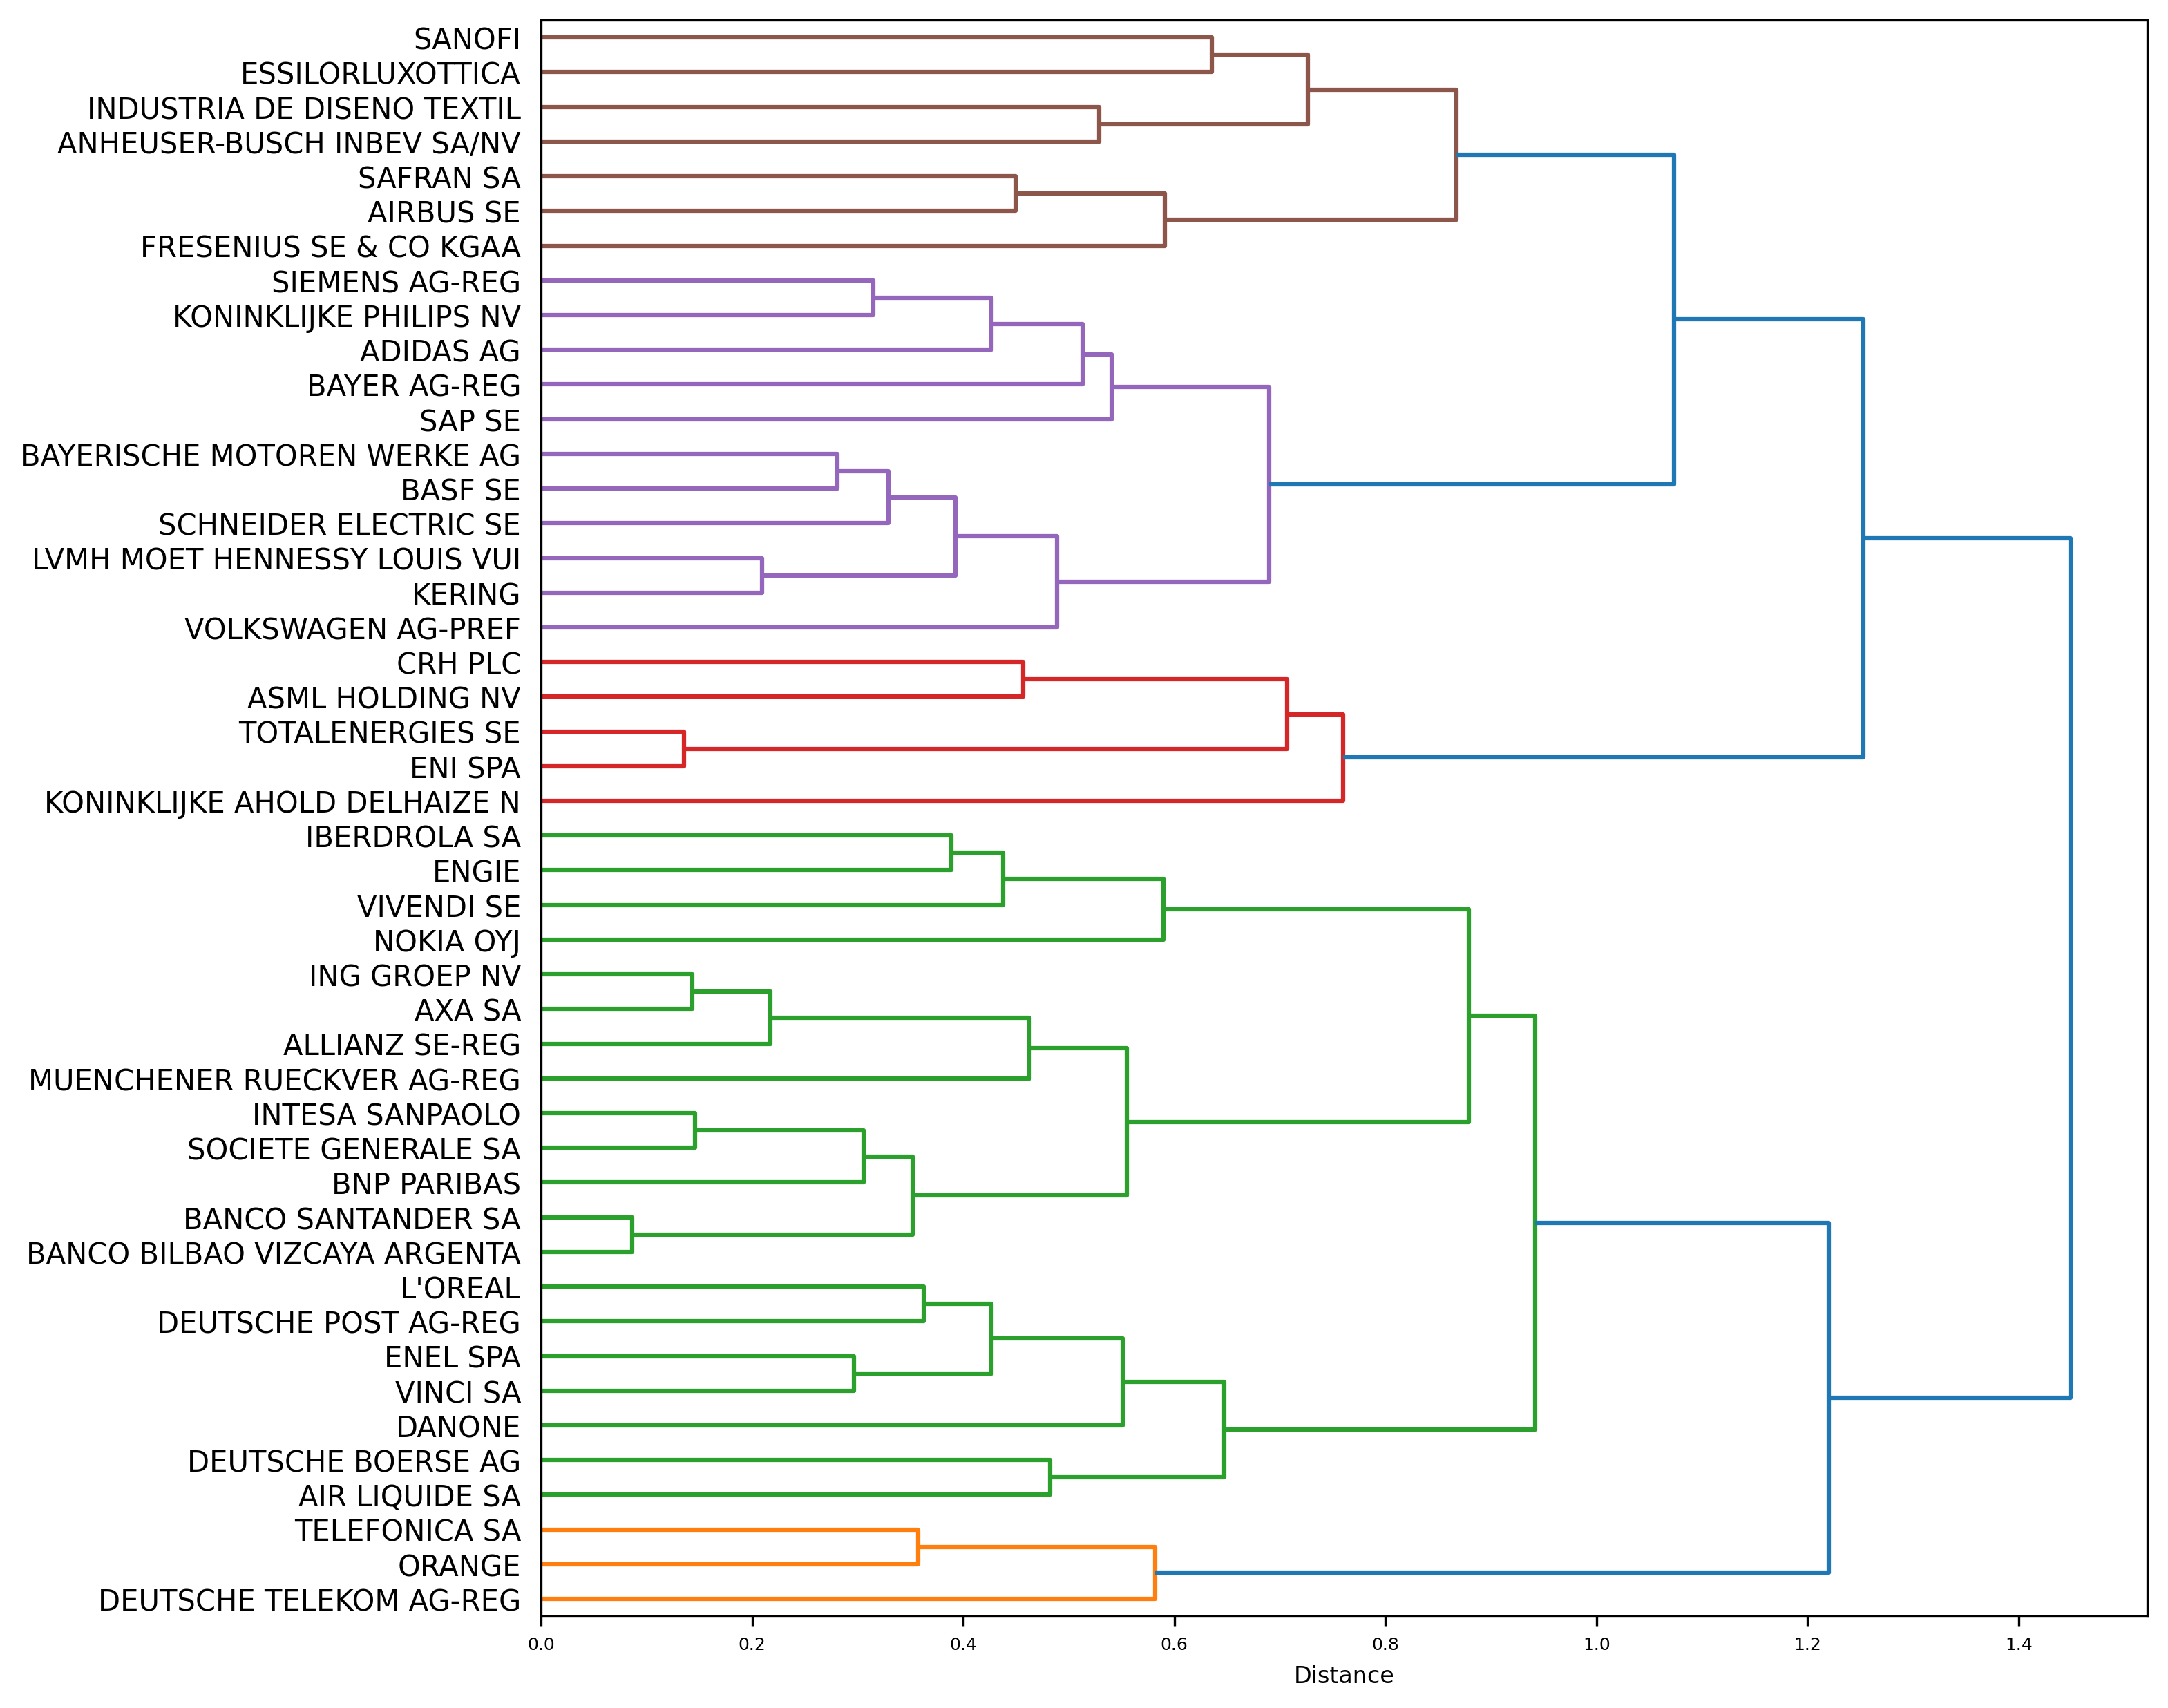 SANOFI
ESSILORLUXOTTICA
INDUSTRIA DE DISENO TEXTIL
ANHEUSER-BUSCH INBEV SA/NV
SAFRAN SA
AIRBUS SE
FRESENIUS SE & CO KGAA
SIEMENS AG-REG
KONINKLIJKE PHILIPS NV
ADIDAS AG
BAYER AG-REG
SAP SE
BAYERISCHE MOTOREN WERKE AG
BASF SE
SCHNEIDER ELECTRIC SE
LVMH MOET HENNESSY LOUIS VUI
KERING
VOLKSWAGEN AG-PREF
CRH PLC
ASML HOLDING NV
TOTALENERGIES SE
ENI SPA
KONINKLIJKE AHOLD DELHAIZE N
IBERDROLA SA
ENGIE
VIVENDI SE
NOKIA OYJ
ING GROEP NV
AXA SA
ALLIANZ SE-REG
MUENCHENER RUECKVER AG-REG
INTESA SANPAOLO
SOCIETE GENERALE SA
BNP PARIBAS
BANCO SANTANDER SA
BANCO BILBAO VIZCAYA ARGENTA
L'OREAL
DEUTSCHE POST AG-REG
ENEL SPA
VINCI SA
DANONE
DEUTSCHE BOERSE AG
AIR LIQUIDE SA
TELEFONICA SA
ORANGE
DEUTSCHE TELEKOM AG-REG
0.0 0.2 0.4 0.6 0.8 1.0 1.2 1.4
Distance